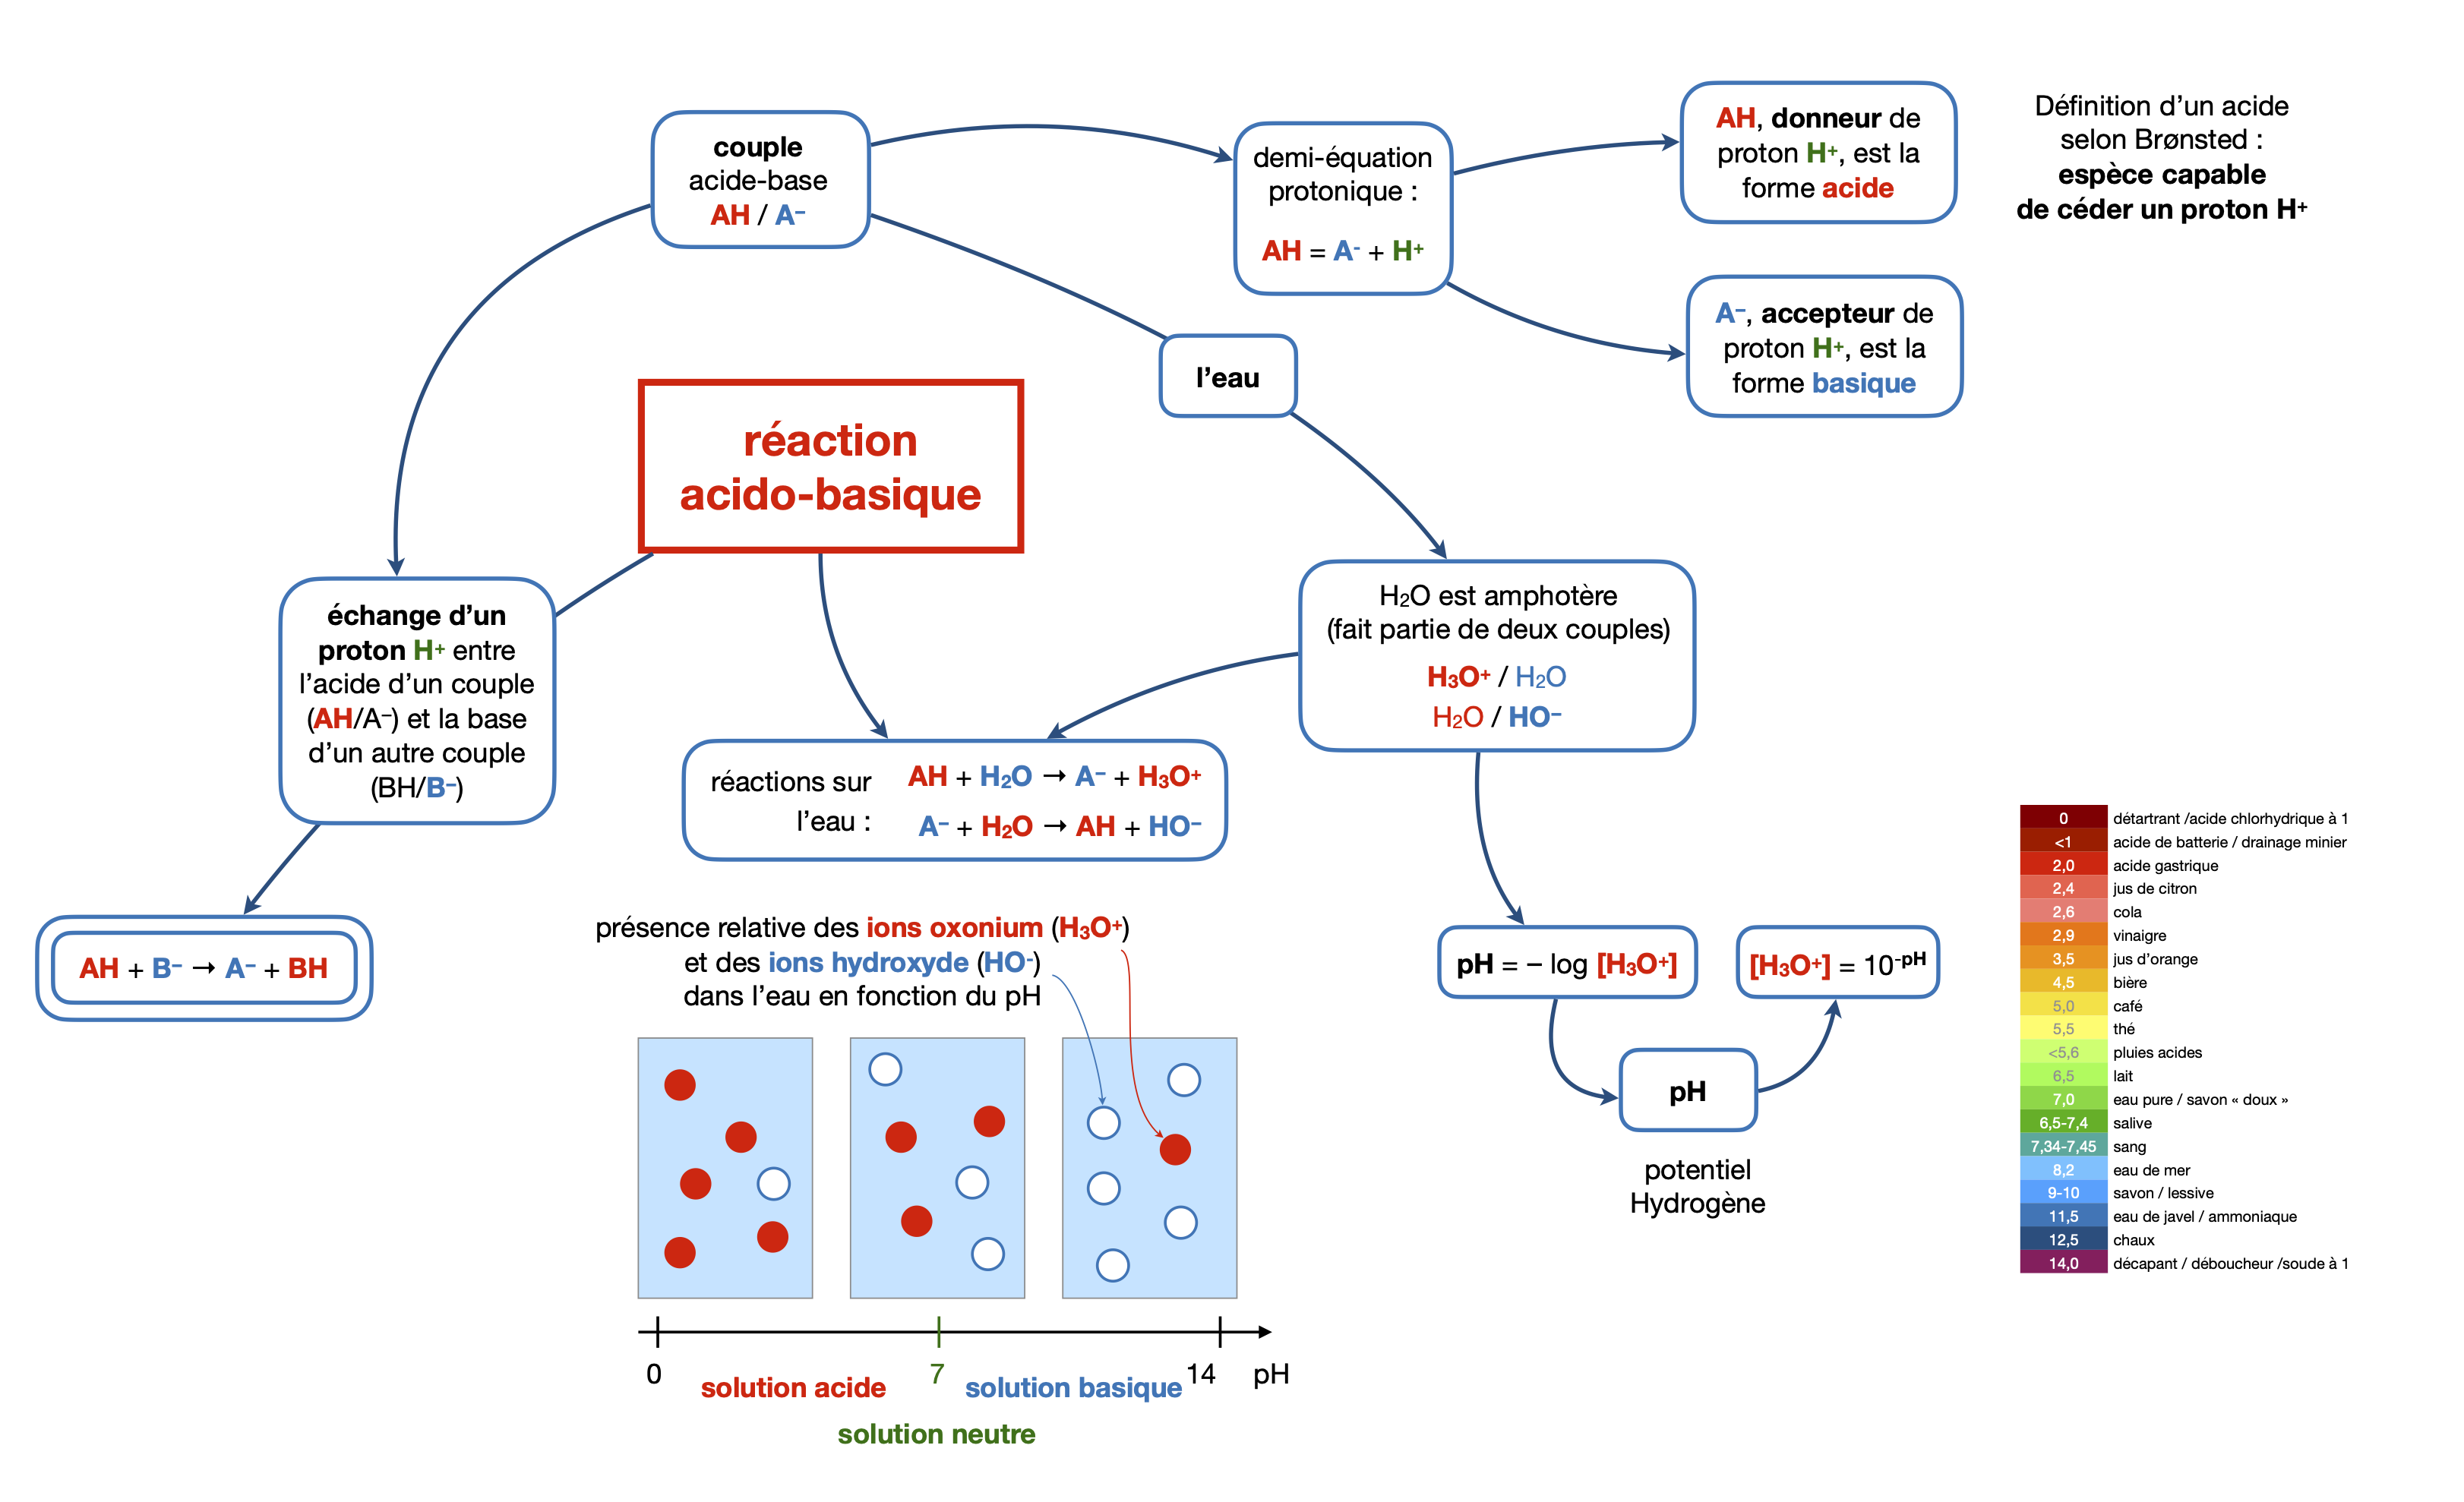 couple
acide-base
AH / A⁻
demi-équation
protonique :
AH = A⁻ + H⁺
AH, donneur de
proton H⁺, est la
forme acide
Définition d’un acide
selon Brønsted :
espèce capable
de céder un proton H⁺
A⁻, accepteur de
proton H⁺, est la
forme basique
l’eau
réaction
acido-basique
échange d’un
proton H⁺ entre
l’acide d’un couple
(AH/A⁻) et la base
d’un autre couple
(BH/B⁻)
H₂O est amphotère
(fait partie de deux couples)
H₃O⁺ / H₂O
H₂O / HO⁻
réactions sur
l’eau :
AH + H₂O → A⁻ + H₃O⁺
A⁻ + H₂O → AH + HO⁻
AH + B⁻ → A⁻ + BH
présence relative des ions oxonium (H₃O⁺)
et des ions hydroxyde (HO⁻)
dans l’eau en fonction du pH
pH = – log [H₃O⁺]
[H₃O⁺] = 10⁻ᵖᴴ
pH
potentiel
Hydrogène
0 7 14 pH
solution acide solution basique
solution neutre
0 détartrant /acide chlorhydrique à 1
<1 acide de batterie / drainage minier
2,0 acide gastrique
2,4 jus de citron
2,6 cola
2,9 vinaigre
3,5 jus d’orange
4,5 bière
5,0 café
5,5 thé
<5,6 pluies acides
6,5 lait
7,0 eau pure / savon « doux »
6,5-7,4 salive
7,34-7,45 sang
8,2 eau de mer
9-10 savon / lessive
11,5 eau de javel / ammoniaque
12,5 chaux
14,0 décapant / déboucheur /soude à 1